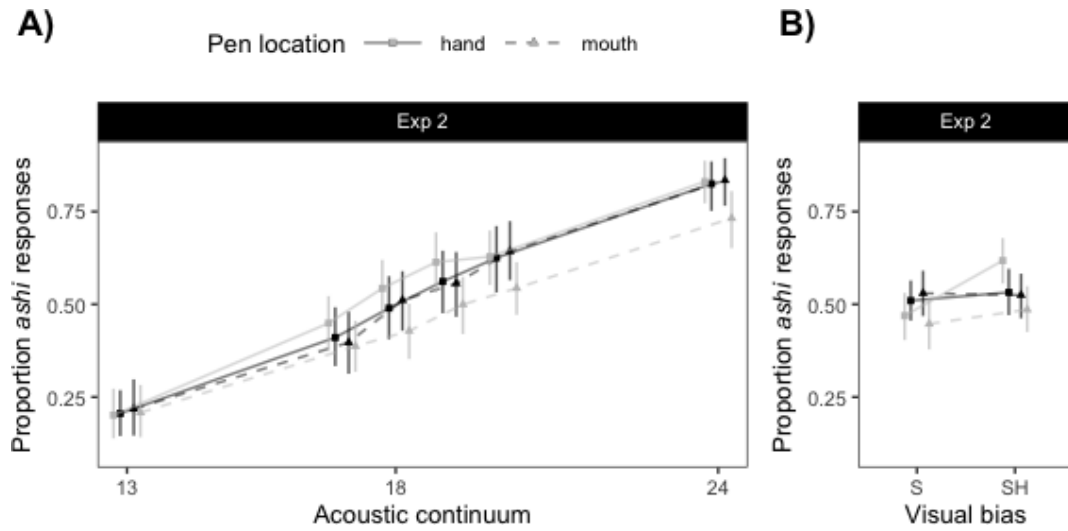 A)
Pen location hand mouth
Exp 2
Proportion ashi responses
0.75
0.50
0.25
13 18 24
Acoustic continuum
B)
Exp 2
Proportion ashi responses
0.75
0.50
0.25
S SH
Visual bias